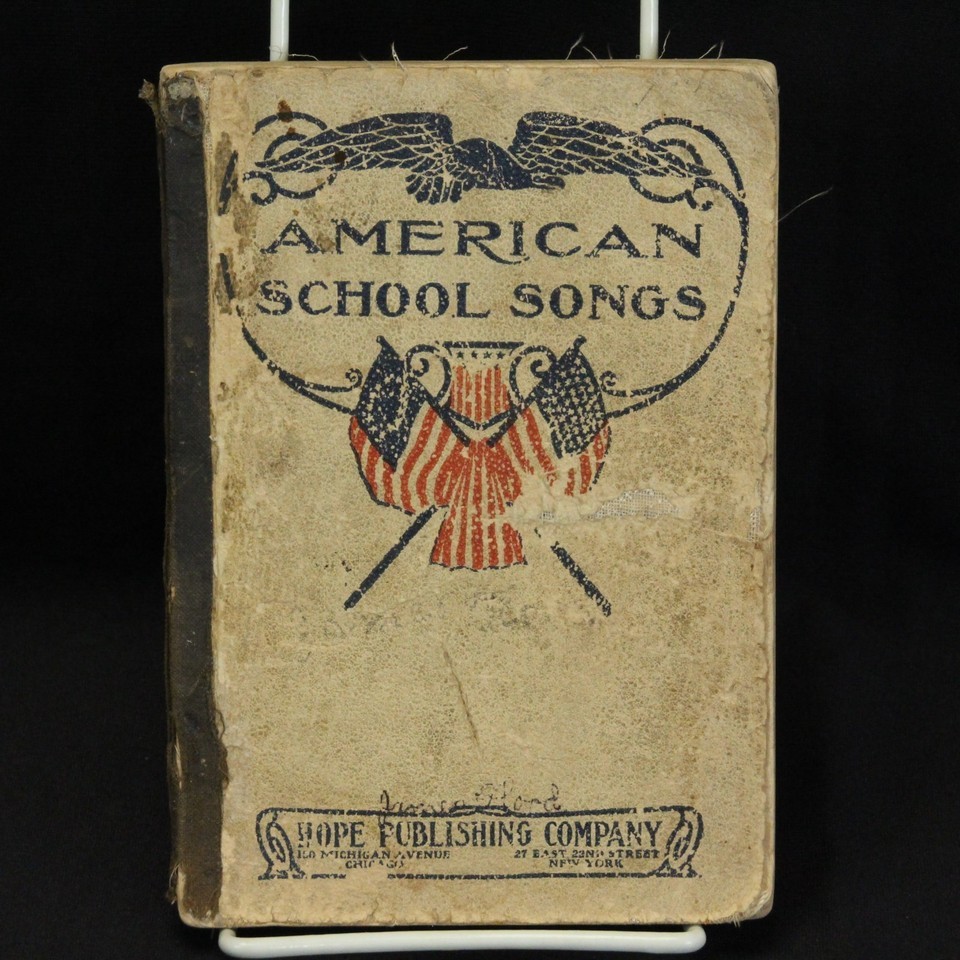 AMERICAN
SCHOOL SONGS
HOPE PUBLISHING COMPANY
MICHIGAN AVENUE 27 EAST 22ND STREET
CHICAGO NEW YORK